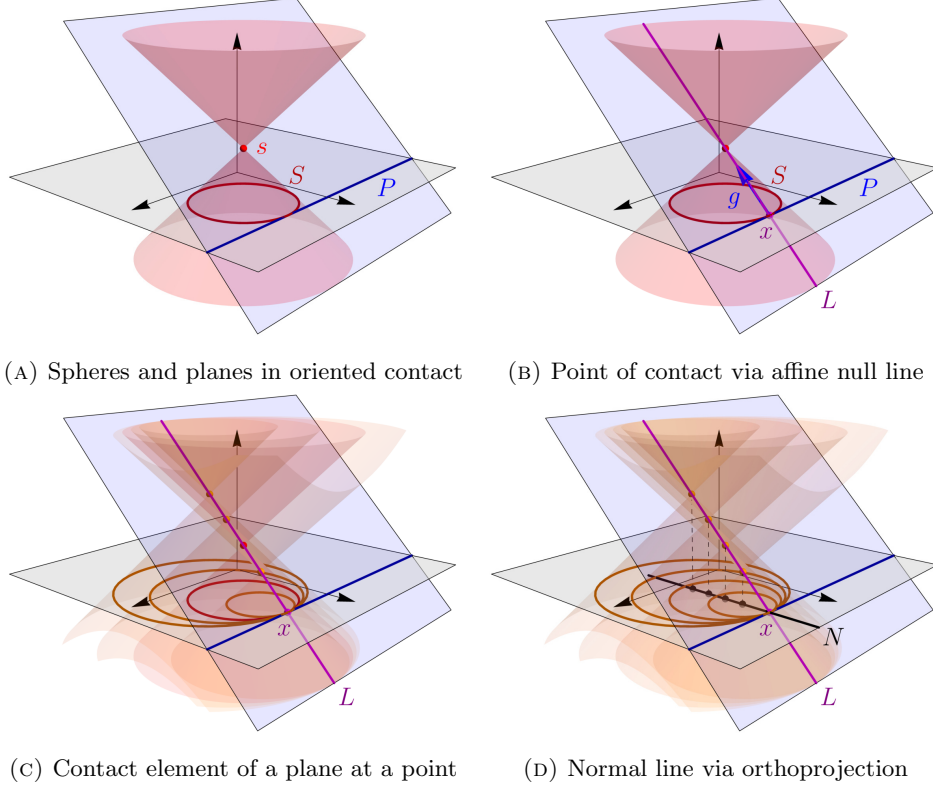 s
S
P
(A) Spheres and planes in oriented contact
S
P
g
x
L
(B) Point of contact via affine null line
x
L
(C) Contact element of a plane at a point
x
N
L
(D) Normal line via orthoprojection